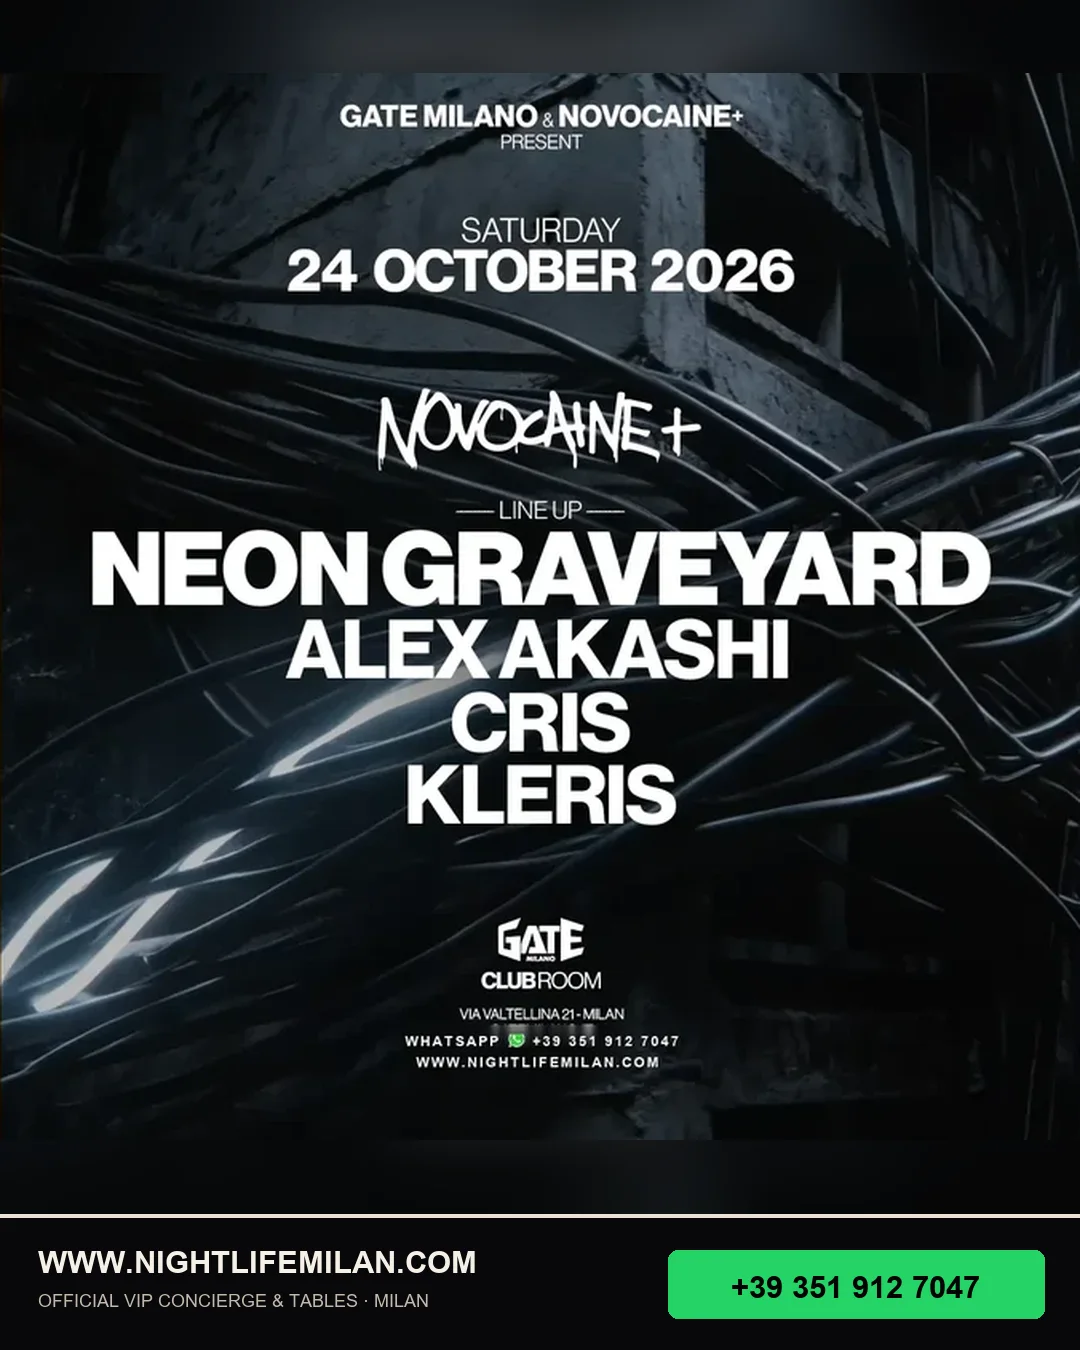 GATE MILANO & NOVOCAINE+
PRESENT
SATURDAY
24 OCTOBER 2026
NOVOCAINE+
LINE UP
NEON GRAVEYARD
ALEX AKASHI
CRIS
KLERIS
GATE
MILANO
CLUBROOM
VIA VALTELLINA 21 - MILAN
WHATSAPP +39 351 912 7047
WWW.NIGHTLIFEMILAN.COM
WWW.NIGHTLIFEMILAN.COM
OFFICIAL VIP CONCIERGE & TABLES · MILAN
+39 351 912 7047